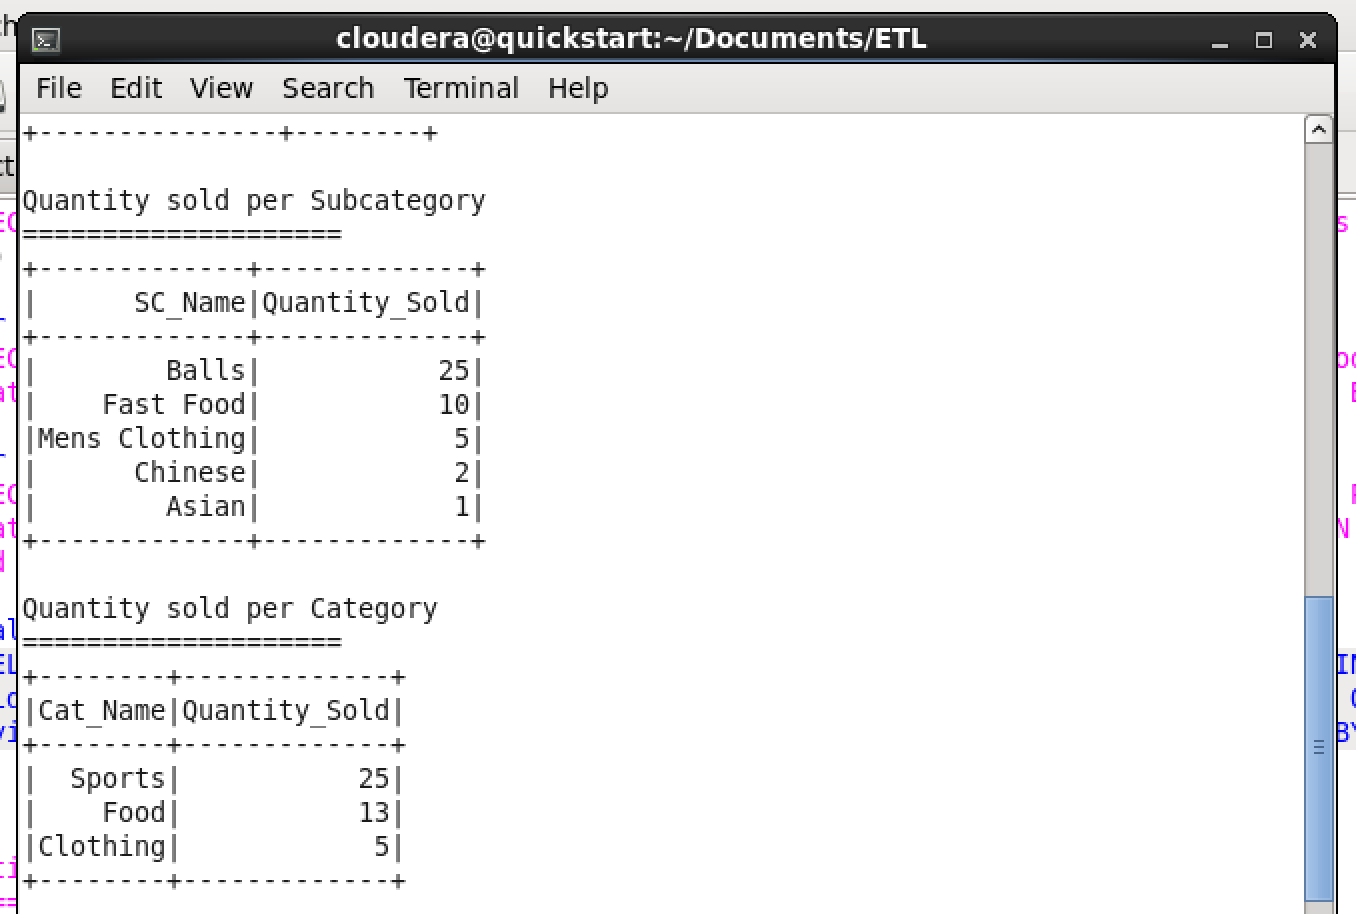 cloudera@quickstart:~/Documents/ETL
File Edit View Search Terminal Help
+---------------+--------+
Quantity sold per Subcategory
====================
+-------------+-------------+
|      SC_Name|Quantity_Sold|
+-------------+-------------+
|        Balls|           25|
|    Fast Food|           10|
|Mens Clothing|            5|
|      Chinese|            2|
|        Asian|            1|
+-------------+-------------+
Quantity sold per Category
====================
+--------+-------------+
|Cat_Name|Quantity_Sold|
+--------+-------------+
|  Sports|           25|
|    Food|           13|
|Clothing|            5|
+--------+-------------+